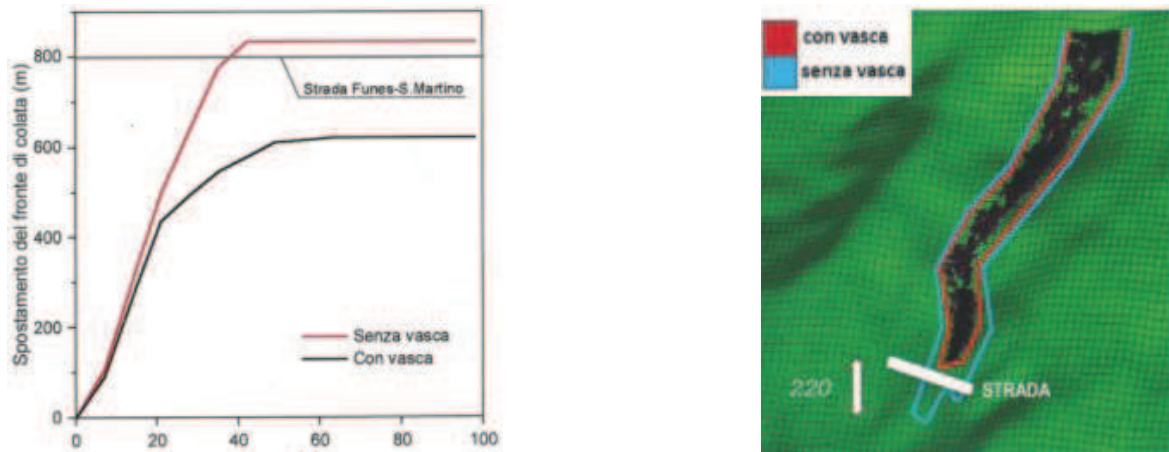 Spostamento del fronte di colata (m)
800
600
400
200
0
0 20 40 60 80 100
Strada Funes-S.Martino
Senza vasca
Con vasca
con vasca
senza vasca
220
STRADA